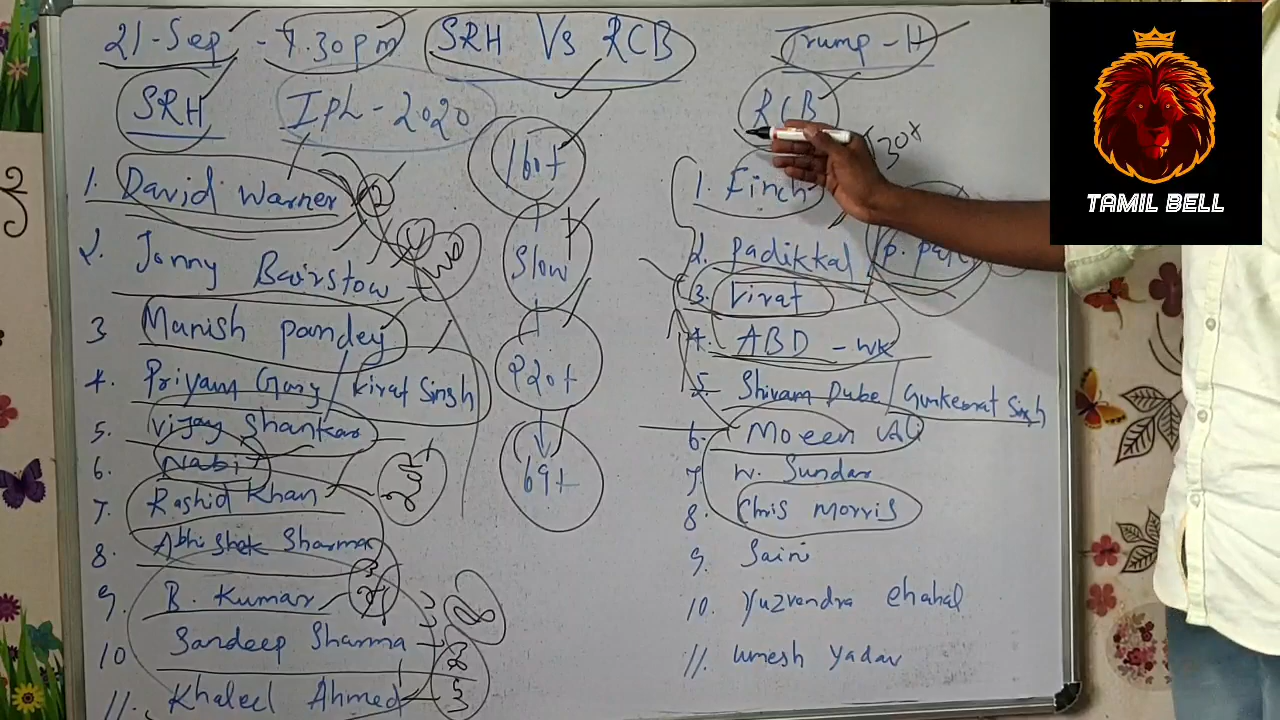 21-Sep - 7.30pm SRH Vs RCB Trump - H
SRH IPL - 2020 RCB
160+
Slow
220+
69+
1. David Warner
2. Jonny Bairstow
3 Manish pandey
4. Priyam Garg / Virat Singh
5. Vijay Shankar
6. Nabi
7. Rashid Khan
8. Abhishek Sharma
9. B. Kumar
10 Sandeep Sharma
11. Khaleel Ahmed
30+
1. Finch
2. Padikkal
3. Virat
4. ABD - WK
5. Shivam Dube / Gurkeerat Singh
6. Moeen Ali
7 W. Sundar
8. Chris Morris
9. Saini
10. Yuzvendra chahal
11. Umesh Yadav
TAMIL BELL